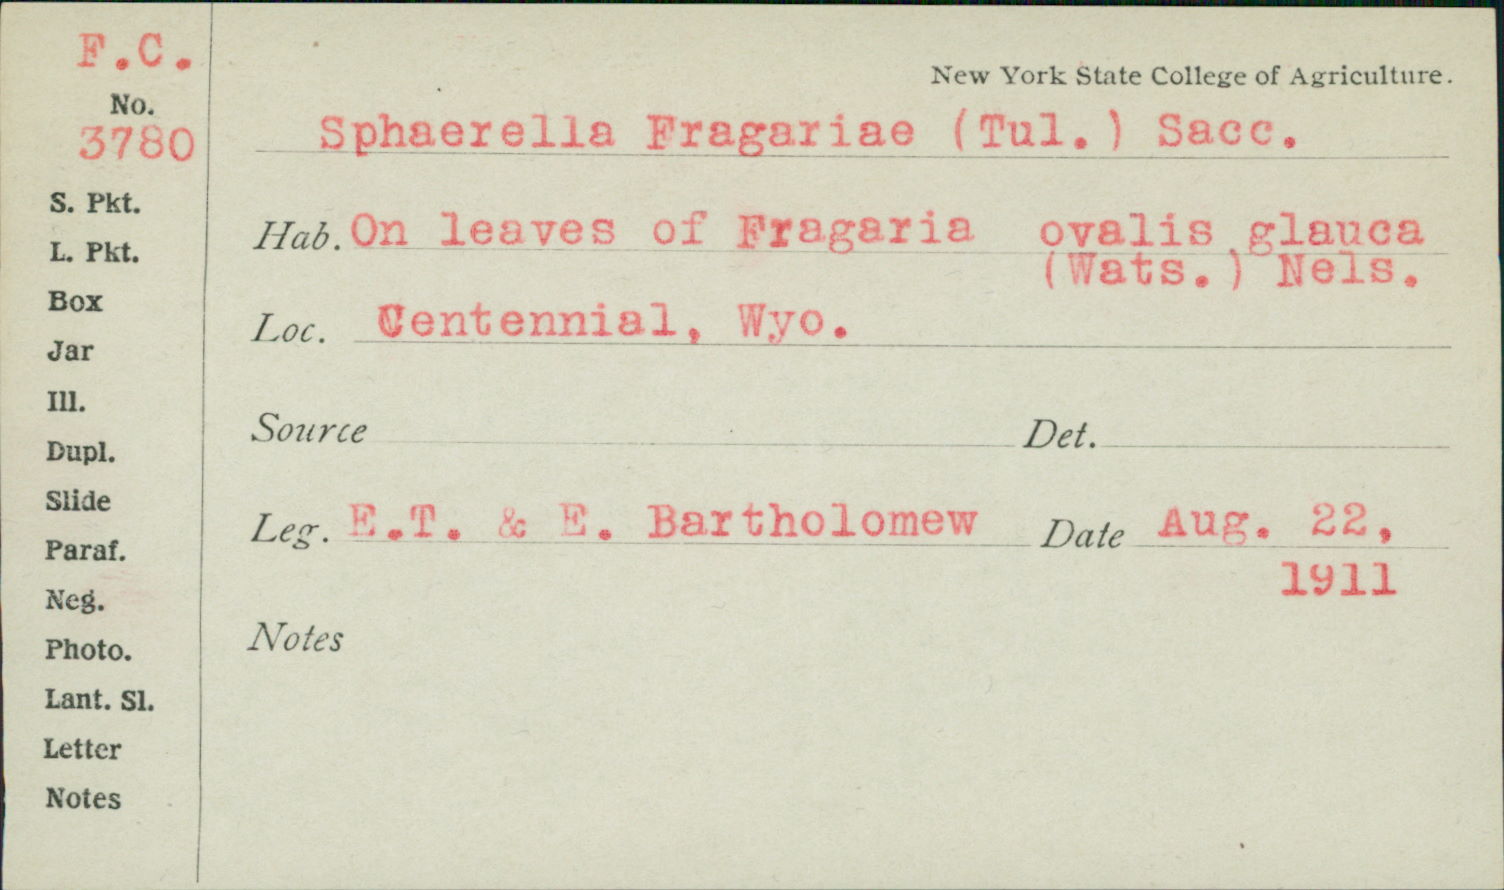 F.C.
No.
3780
S. Pkt.
L. Pkt.
Box
Jar
Ill.
Dupl.
Slide
Paraf.
Neg.
Photo.
Lant. Sl.
Letter
Notes
New York State College of Agriculture.
Sphaerella Fragariae (Tul.) Sacc.
Hab. On leaves of Fragaria ovalis glauca
(Wats.) Nels.
Loc. Centennial, Wyo.
Source Det.
Leg. E.T. & E. Bartholomew Date Aug. 22,
1911
Notes